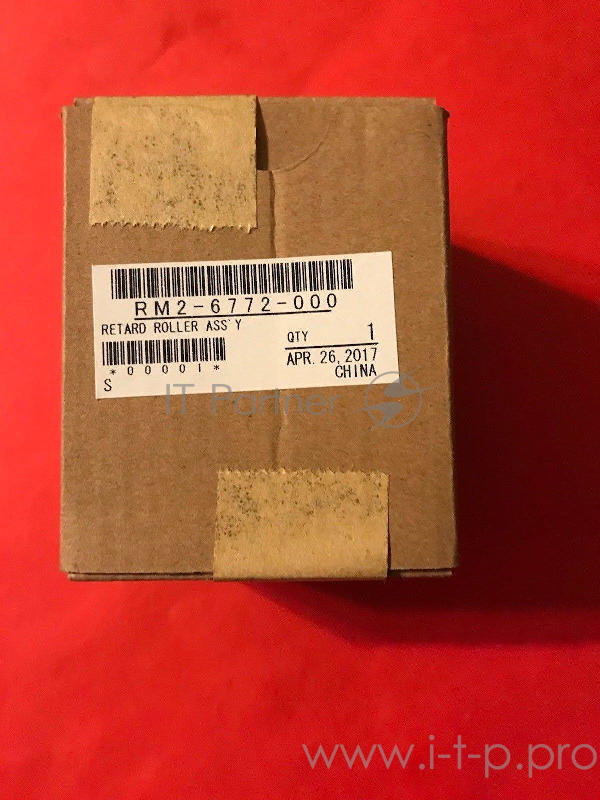 RM2-6772-000
RETARD ROLLER ASS'Y
QTY 1
*00001*
APR. 26, 2017
CHINA
S
IT Partner
www.i-t-p.pro